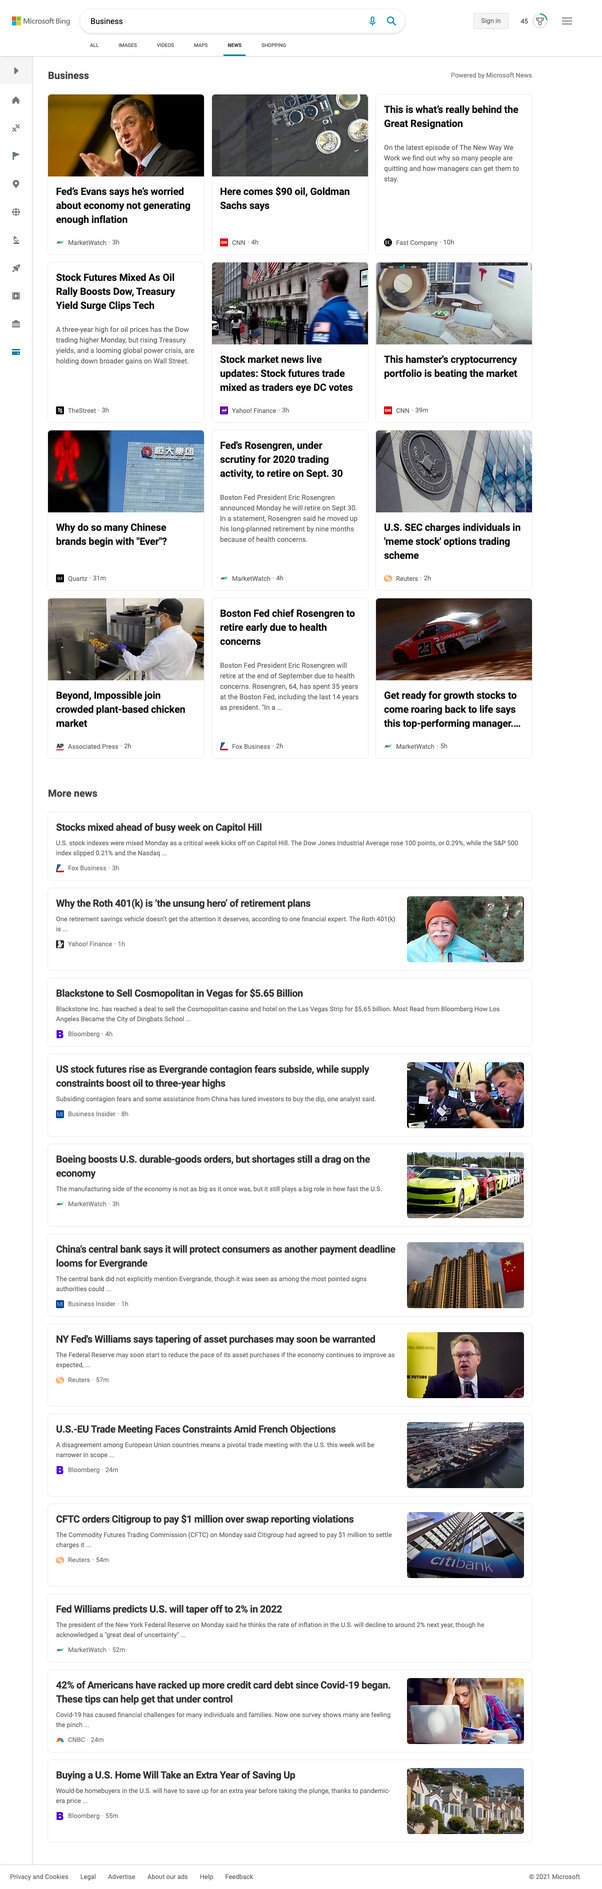 Microsoft Bing
Business
Sign in
45
ALL IMAGES VIDEOS MAPS NEWS SHOPPING
Business
Powered by Microsoft News
Fed's Evans says he's worried
about economy not generating
enough inflation
MarketWatch · 3h
Here comes $90 oil, Goldman
Sachs says
CNN · 4h
This is what's really behind the
Great Resignation
On the latest episode of The New Way We
Work we find out why so many people are
quitting and how managers can get them to
stay.
Fast Company · 10h
Stock Futures Mixed As Oil
Rally Boosts Dow, Treasury
Yield Surge Clips Tech
A three-year high for oil prices has the Dow
trading higher Monday, but rising Treasury
yields, and a looming global power crisis, are
holding down broader gains on Wall Street.
TheStreet · 3h
Stock market news live
updates: Stock futures trade
mixed as traders eye DC votes
Yahoo! Finance · 3h
This hamster's cryptocurrency
portfolio is beating the market
CNN · 39m
恒大集团
Why do so many Chinese
brands begin with "Ever"?
Quartz · 31m
Fed's Rosengren, under
scrutiny for 2020 trading
activity, to retire on Sept. 30
Boston Fed President Eric Rosengren
announced Monday he will retire on Sept 30.
In a statement, Rosengren said he moved up
his long-planned retirement by nine months
because of health concerns.
MarketWatch · 4h
U.S. SEC charges individuals in
'meme stock' options trading
scheme
Reuters · 2h
Beyond, Impossible join
crowded plant-based chicken
market
Associated Press · 2h
Boston Fed chief Rosengren to
retire early due to health
concerns
Boston Fed President Eric Rosengren will
retire at the end of September due to health
concerns. Rosengren, 64, has spent 35 years
at the Boston Fed, including the last 14 years
as president. "In a ...
Fox Business · 2h
23
DOORDASH
Get ready for growth stocks to
come roaring back to life says
this top-performing manager....
MarketWatch · 5h
More news
Stocks mixed ahead of busy week on Capitol Hill
U.S. stock indexes were mixed Monday as a critical week kicks off on Capitol Hill. The Dow Jones Industrial Average rose 100 points, or 0.29%, while the S&P 500
index slipped 0.21% and the Nasdaq ...
Fox Business · 3h
Why the Roth 401(k) is 'the unsung hero' of retirement plans
One retirement savings vehicle doesn't get the attention it deserves, according to one financial expert. The Roth 401(k)
is ...
Yahoo! Finance · 1h
Blackstone to Sell Cosmopolitan in Vegas for $5.65 Billion
Blackstone Inc. has reached a deal to sell the Cosmopolitan casino and hotel on the Las Vegas Strip for $5.65 billion. Most Read from Bloomberg How Los
Angeles Became the City of Dingbats School ...
Bloomberg · 4h
US stock futures rise as Evergrande contagion fears subside, while supply
constraints boost oil to three-year highs
Subsiding contagion fears and some assistance from China has lured investors to buy the dip, one analyst said.
Business Insider · 8h
Boeing boosts U.S. durable-goods orders, but shortages still a drag on the
economy
The manufacturing side of the economy is not as big as it once was, but it still plays a big role in how fast the U.S.
MarketWatch · 3h
China's central bank says it will protect consumers as another payment deadline
looms for Evergrande
The central bank did not explicitly mention Evergrande, though it was seen as among the most pointed signs
authorities could ...
Business Insider · 1h
NY Fed's Williams says tapering of asset purchases may soon be warranted
The Federal Reserve may soon start to reduce the pace of its asset purchases if the economy continues to improve as
expected, ...
Reuters · 57m
U.S.-EU Trade Meeting Faces Constraints Amid French Objections
A disagreement among European Union countries means a pivotal trade meeting with the U.S. this week will be
narrower in scope ...
Bloomberg · 24m
CFTC orders Citigroup to pay $1 million over swap reporting violations
The Commodity Futures Trading Commission (CFTC) on Monday said Citigroup had agreed to pay $1 million to settle
charges it ...
Reuters · 54m
citibank
Fed Williams predicts U.S. will taper off to 2% in 2022
The president of the New York Federal Reserve on Monday said he thinks the rate of inflation in the U.S. will decline to around 2% next year, though he
acknowledged a "great deal of uncertainty" ...
MarketWatch · 52m
42% of Americans have racked up more credit card debt since Covid-19 began.
These tips can help get that under control
Covid-19 has caused financial challenges for many individuals and families. Now one survey shows many are feeling
the pinch ...
CNBC · 24m
Buying a U.S. Home Will Take an Extra Year of Saving Up
Would-be homebuyers in the U.S. will have to save up for an extra year before taking the plunge, thanks to pandemic-
era price ...
Bloomberg · 55m
Privacy and Cookies Legal Advertise About our ads Help Feedback
© 2021 Microsoft